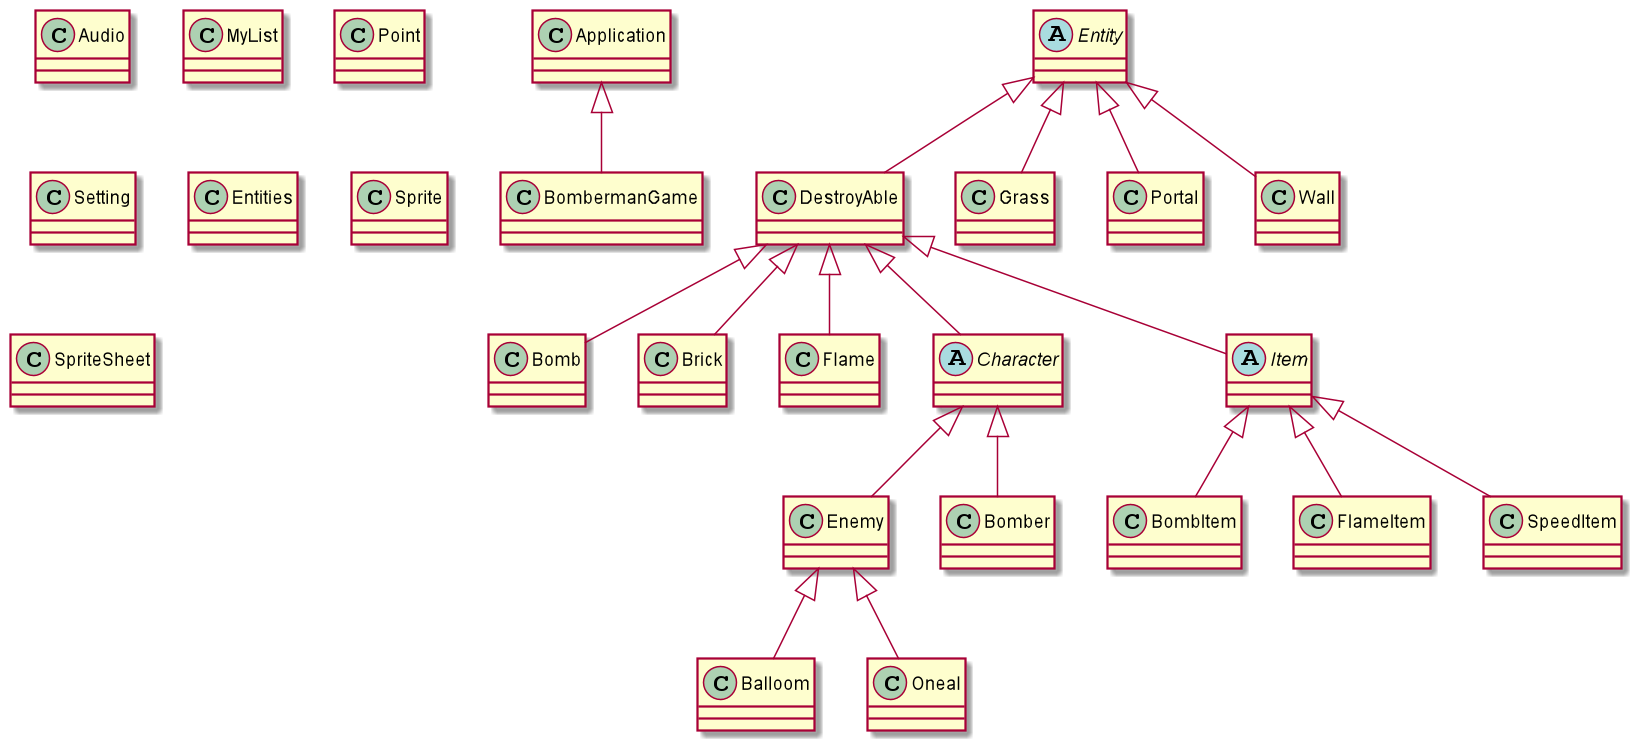 C Audio
C MyList
C Point
C Application
A Entity
C Setting
C Entities
C Sprite
C BombermanGame
C DestroyAble
C Grass
C Portal
C Wall
C SpriteSheet
C Bomb
C Brick
C Flame
A Character
A Item
C Enemy
C Bomber
C BombItem
C FlameItem
C SpeedItem
C Balloom
C Oneal